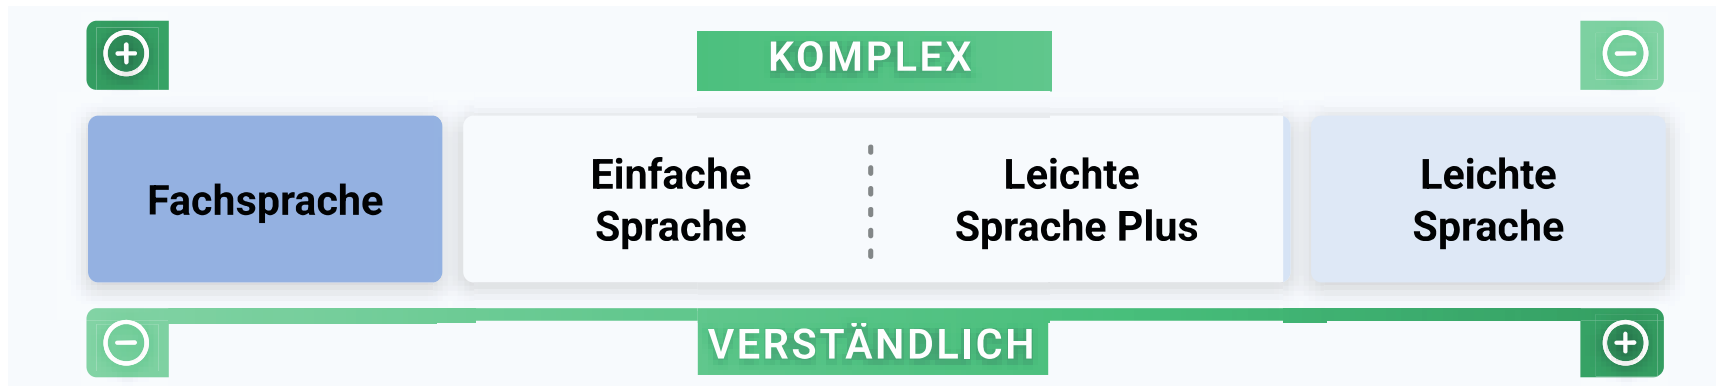 KOMPLEX
Fachsprache
Einfache
Sprache
Leichte
Sprache Plus
Leichte
Sprache
VERSTÄNDLICH